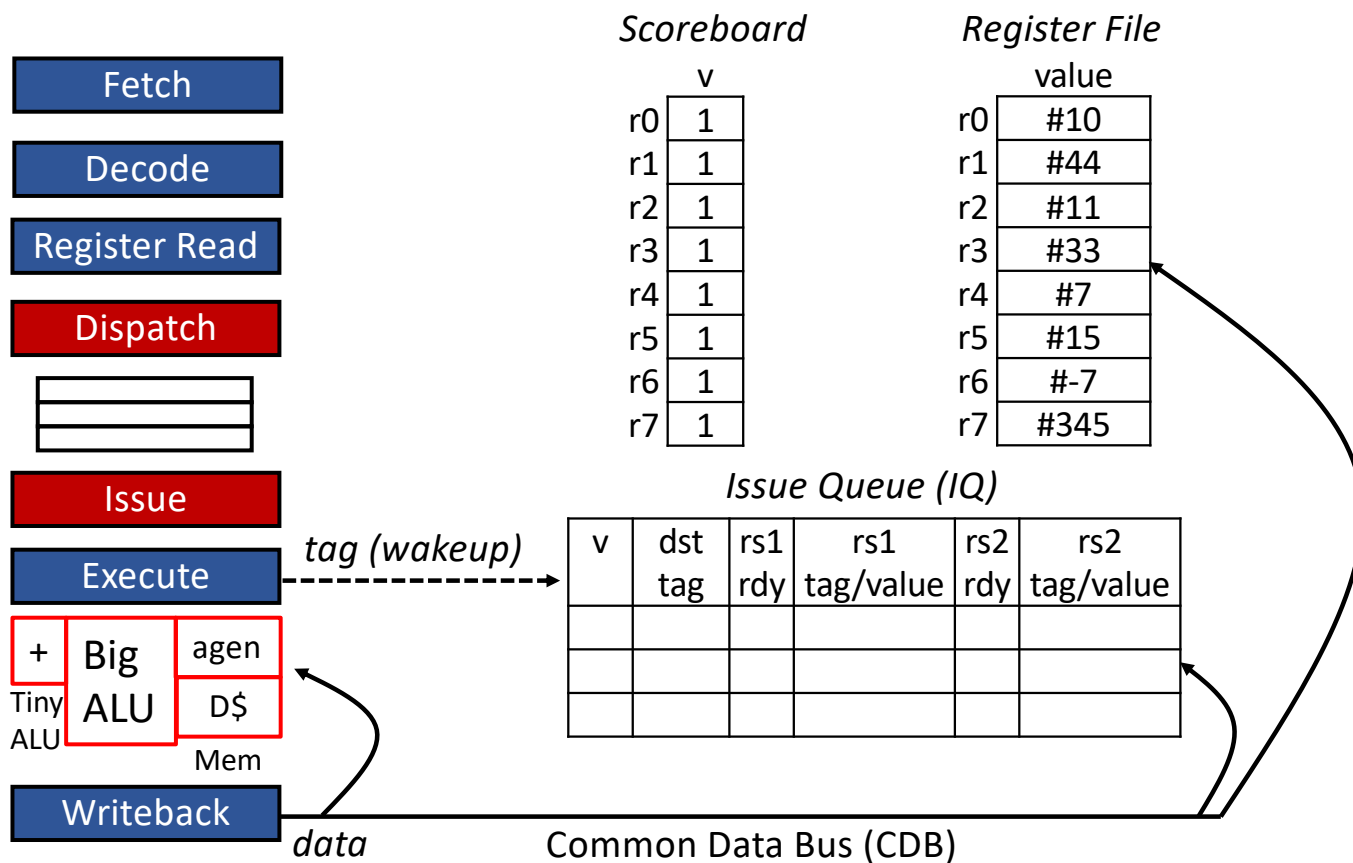 Scoreboard
Register File
Fetch
Decode
Register Read
Dispatch
Issue
Execute
+
Big
ALU
agen
D$
Tiny
ALU
Mem
Writeback
v
r0 1
r1 1
r2 1
r3 1
r4 1
r5 1
r6 1
r7 1
value
r0 #10
r1 #44
r2 #11
r3 #33
r4 #7
r5 #15
r6 #-7
r7 #345
Issue Queue (IQ)
tag (wakeup)
v dst rs1 rs1 rs2 rs2
tag rdy tag/value rdy tag/value
data
Common Data Bus (CDB)